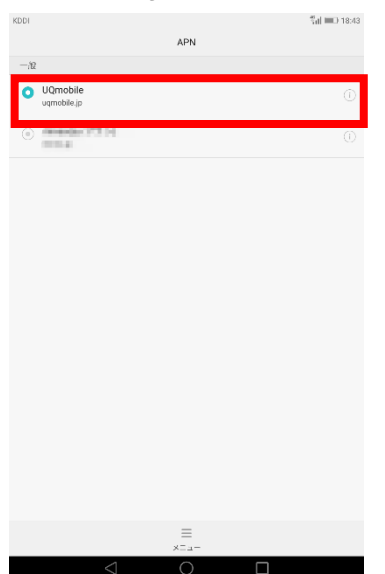 KDDI 18:43
APN
一般
UQmobile
uqmobile.jp
メニュー